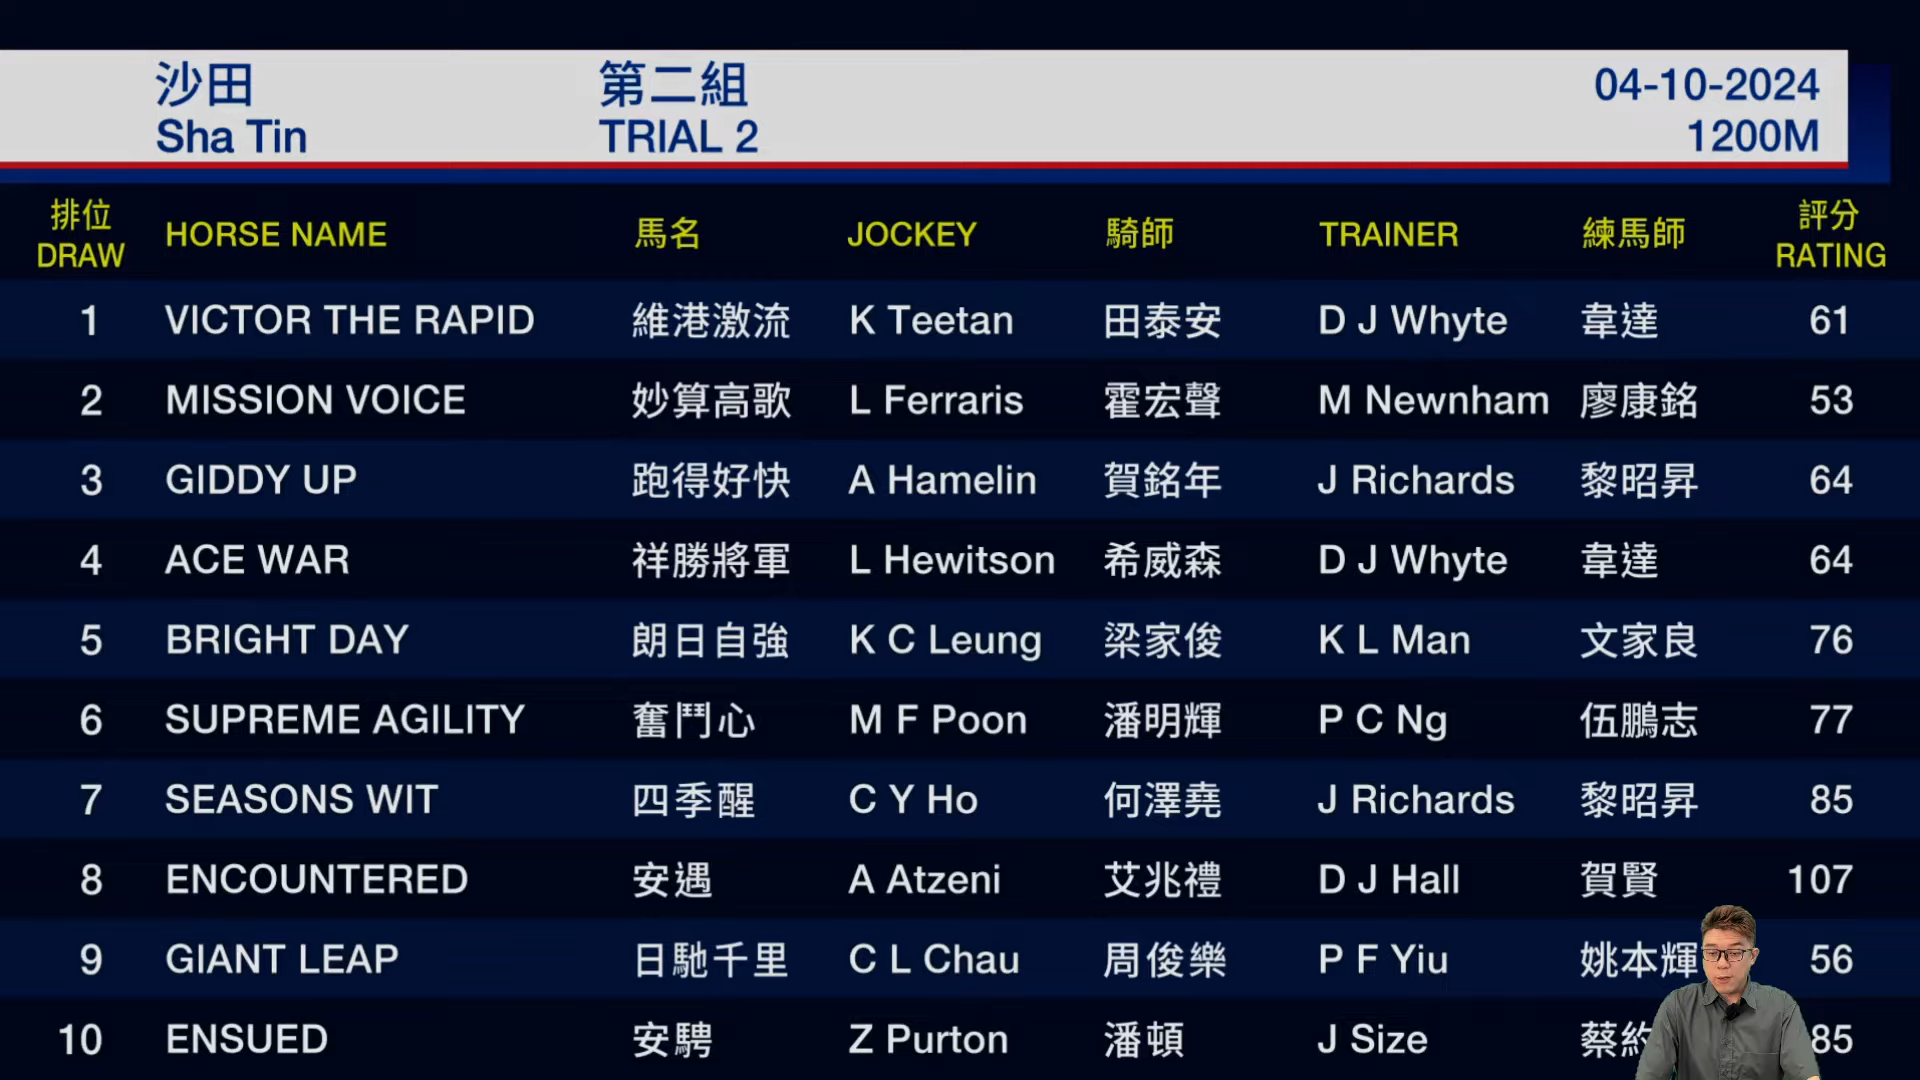 沙田 第二組 04-10-2024
Sha Tin TRIAL 2 1200M
排位 DRAW HORSE NAME 馬名 JOCKEY 騎師 TRAINER 練馬師 評分 RATING
1 VICTOR THE RAPID 維港激流 K Teetan 田泰安 D J Whyte 韋達 61
2 MISSION VOICE 妙算高歌 L Ferraris 霍宏聲 M Newnham 廖康銘 53
3 GIDDY UP 跑得好快 A Hamelin 賀銘年 J Richards 黎昭昇 64
4 ACE WAR 祥勝將軍 L Hewitson 希威森 D J Whyte 韋達 64
5 BRIGHT DAY 朗日自強 K C Leung 梁家俊 K L Man 文家良 76
6 SUPREME AGILITY 奮鬥心 M F Poon 潘明輝 P C Ng 伍鵬志 77
7 SEASONS WIT 四季醒 C Y Ho 何澤堯 J Richards 黎昭昇 85
8 ENCOUNTERED 安遇 A Atzeni 艾兆禮 D J Hall 賀賢 107
9 GIANT LEAP 日馳千里 C L Chau 周俊樂 P F Yiu 姚本輝 56
10 ENSUED 安騁 Z Purton 潘頓 J Size 蔡約 85